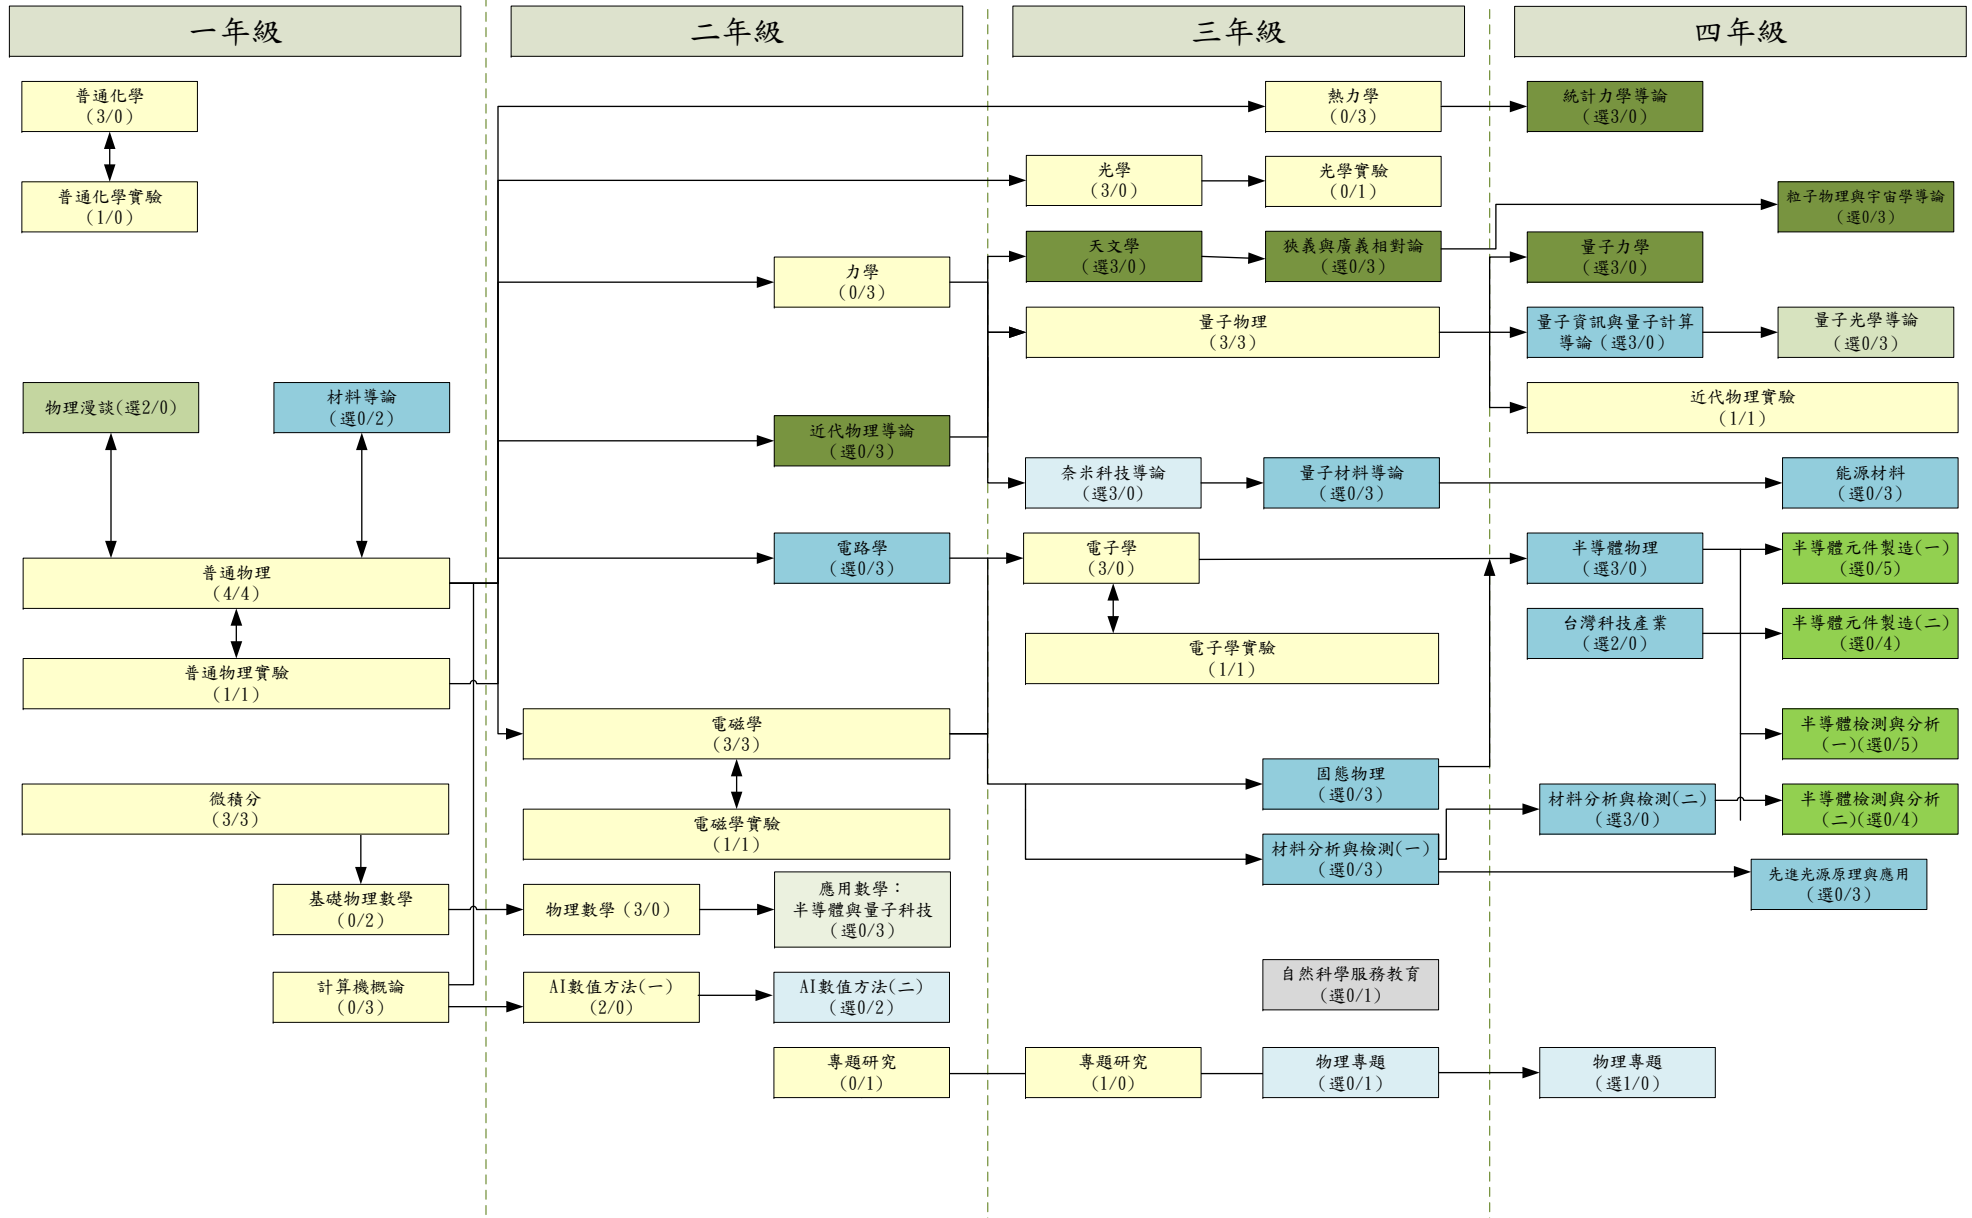 一年級
二年級
三年級
四年級
普通化學
(3/0)
普通化學實驗
(1/0)
物理漫談(選2/0)
材料導論
(選0/2)
普通物理
(4/4)
普通物理實驗
(1/1)
微積分
(3/3)
基礎物理數學
(0/2)
計算機概論
(0/3)
力學
(0/3)
近代物理導論
(選0/3)
電路學
(選0/3)
電磁學
(3/3)
電磁學實驗
(1/1)
物理數學(3/0)
應用數學：
半導體與量子科技
(選0/3)
AI數值方法(一)
(2/0)
AI數值方法(二)
(選0/2)
專題研究
(0/1)
熱力學
(0/3)
光學
(3/0)
光學實驗
(0/1)
天文學
(選3/0)
狹義與廣義相對論
(選0/3)
量子物理
(3/3)
奈米科技導論
(選3/0)
量子材料導論
(選0/3)
電子學
(3/0)
電子學實驗
(1/1)
固態物理
(選0/3)
材料分析與檢測(一)
(選0/3)
自然科學服務教育
(選0/1)
專題研究
(1/0)
物理專題
(選0/1)
統計力學導論
(選3/0)
粒子物理與宇宙學導論
(選0/3)
量子力學
(選3/0)
量子資訊與量子計算
導論(選3/0)
量子光學導論
(選0/3)
近代物理實驗
(1/1)
能源材料
(選0/3)
半導體物理
(選3/0)
半導體元件製造(一)
(選0/5)
台灣科技產業
(選2/0)
半導體元件製造(二)
(選0/4)
半導體檢測與分析
(一)(選0/5)
材料分析與檢測(二)
(選3/0)
半導體檢測與分析
(二)(選0/4)
先進光源原理與應用
(選0/3)
物理專題
(選1/0)